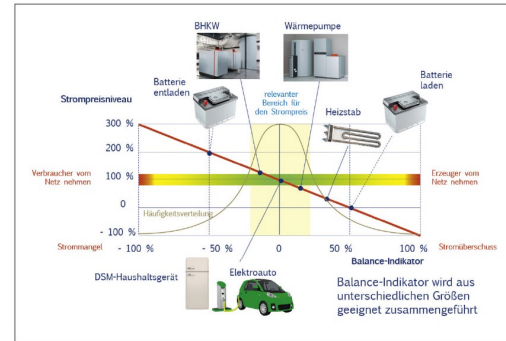 BHKW
Wärmepumpe
Batterie
entladen
relevanter
Bereich für
den Strompreis
Batterie
laden
Strompreisniveau
Heizstab
300 %
200 %
100 %
0
- 100 %
Verbraucher vom
Netz nehmen
Erzeuger vom
Netz nehmen
Häufigkeitsverteilung
Strommangel
- 100 %
- 50 %
0
50 %
100 %
Stromüberschuss
Balance-Indikator
DSM-Haushaltsgerät
Elektroauto
Balance-Indikator wird aus
unterschiedlichen Größen
geeignet zusammengeführt